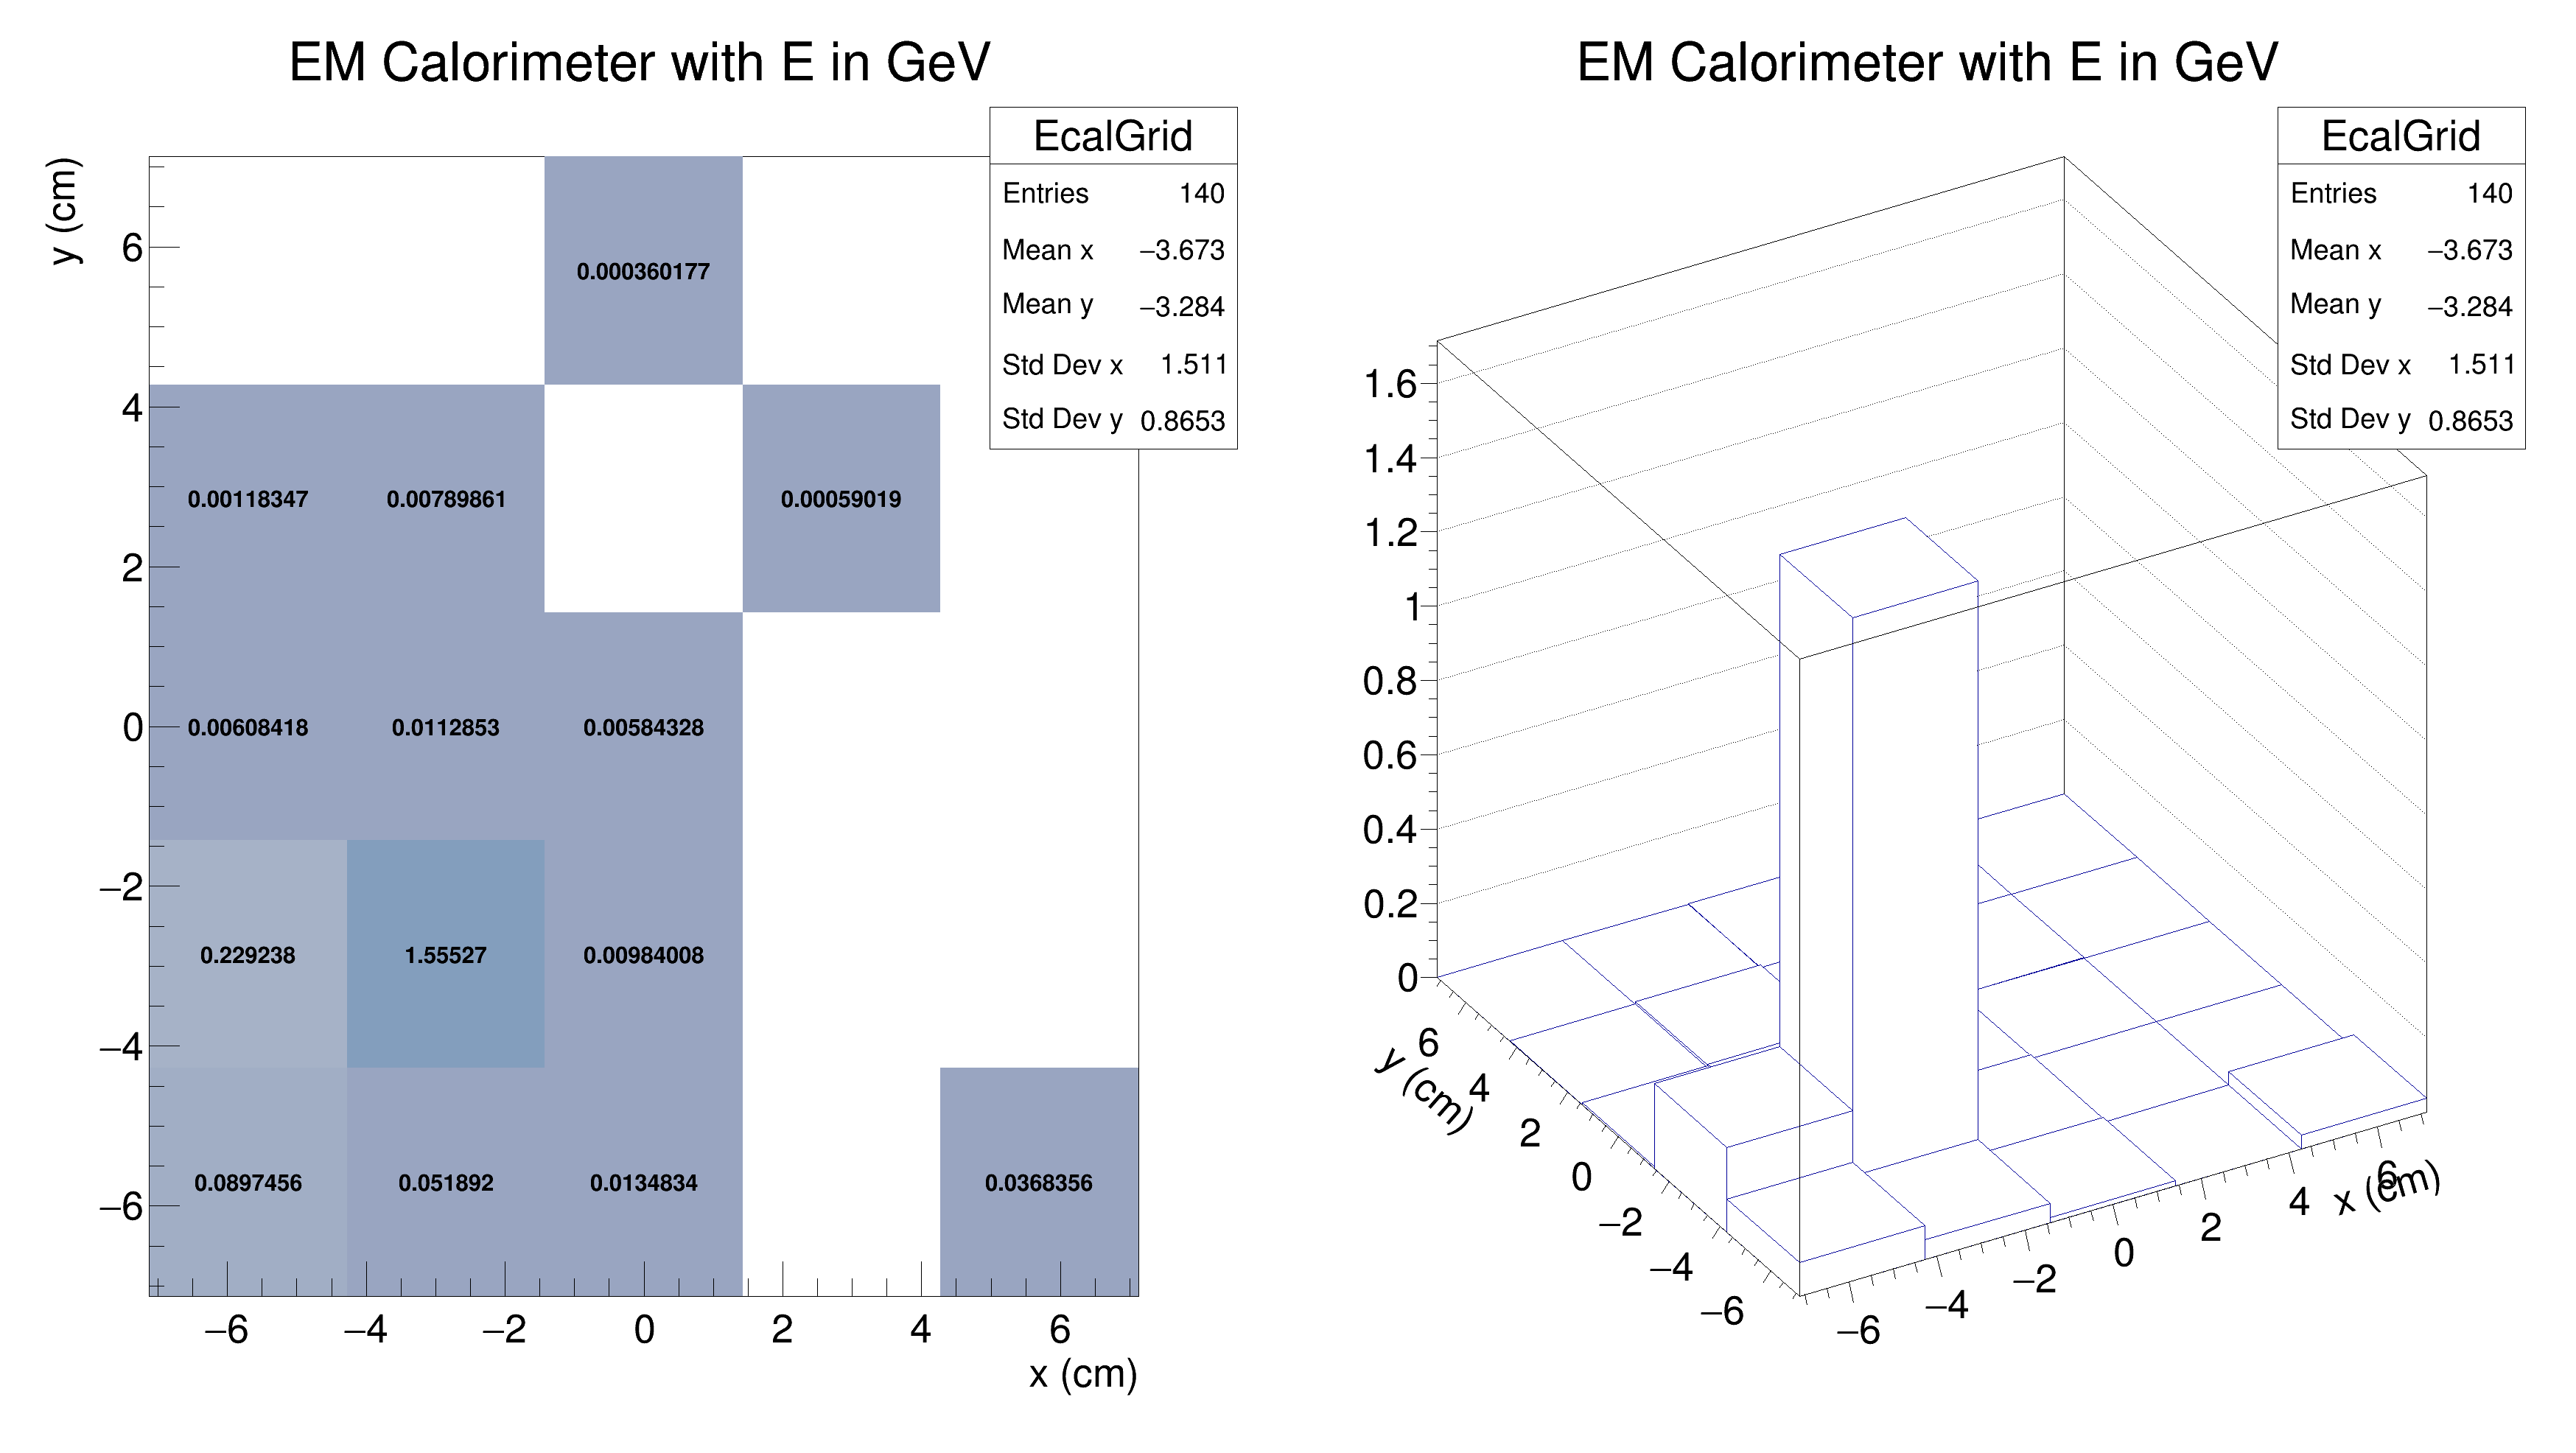 EM Calorimeter with E in GeV
EcalGrid
Entries 140
Mean x −3.673
Mean y −3.284
Std Dev x 1.511
Std Dev y 0.8653
y (cm)
6
4
2
0
−2
−4
−6
0.000360177
0.00118347 0.00789861 0.00059019
0.00608418 0.0112853 0.00584328
0.229238 1.55527 0.00984008
0.0897456 0.051892 0.0134834 0.0368356
−6 −4 −2 0 2 4 6
x (cm)
EM Calorimeter with E in GeV
EcalGrid
Entries 140
Mean x −3.673
Mean y −3.284
Std Dev x 1.511
Std Dev y 0.8653
1.6
1.4
1.2
1
0.8
0.6
0.4
0.2
0
y (cm)
6
4
2
0
−2
−4
−6
−6
−4
−2
0
2
4
6
x (cm)